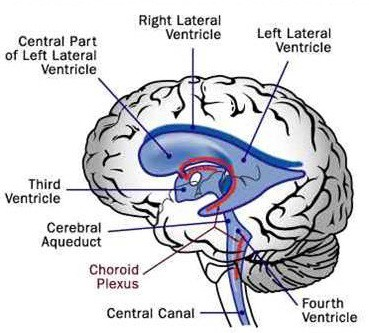 Right Lateral
Ventricle
Central Part
of Left Lateral
Ventricle
Left Lateral
Ventricle
Third
Ventricle
Cerebral
Aqueduct
Choroid
Plexus
Central Canal
Fourth
Ventricle